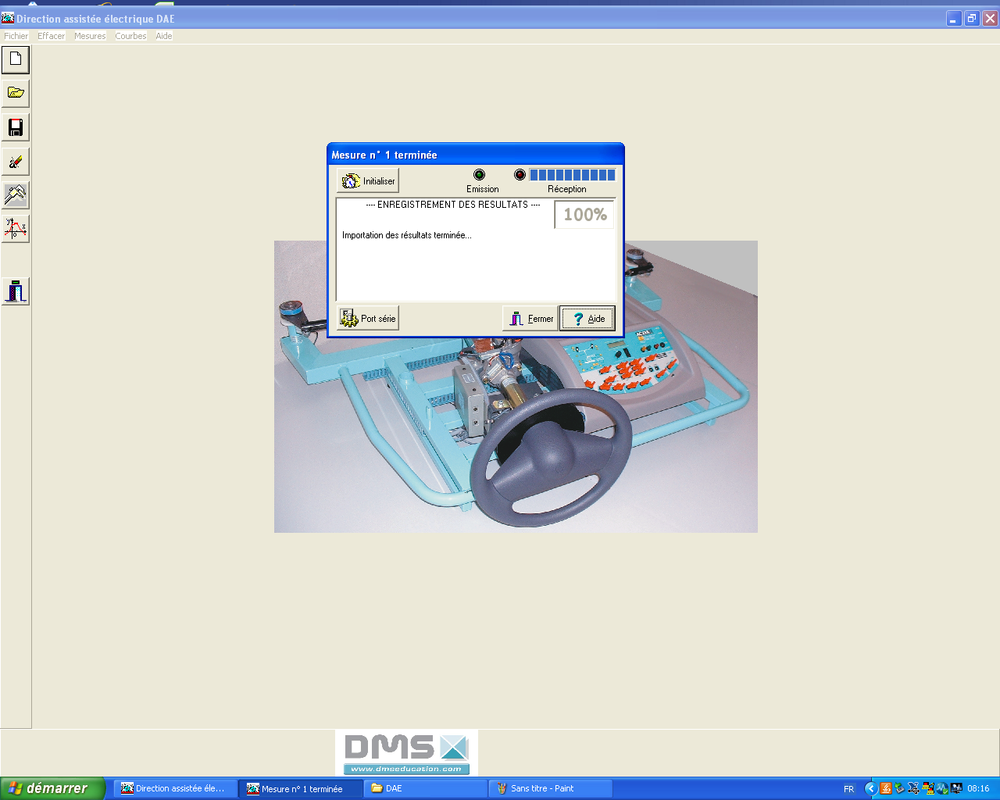 Direction assistée électrique DAE
Fichier Effacer Mesures Courbes Aide
Mesure n° 1 terminée
Initialiser
Emission
Réception
---- ENREGISTREMENT DES RESULTATS ----
100%
Importation des résultats terminée...
Port série
Fermer
Aide
DMS
www.dmseducation.com
démarrer
Direction assistée éle...
Mesure n° 1 terminée
DAE
Sans titre - Paint
FR
08:16